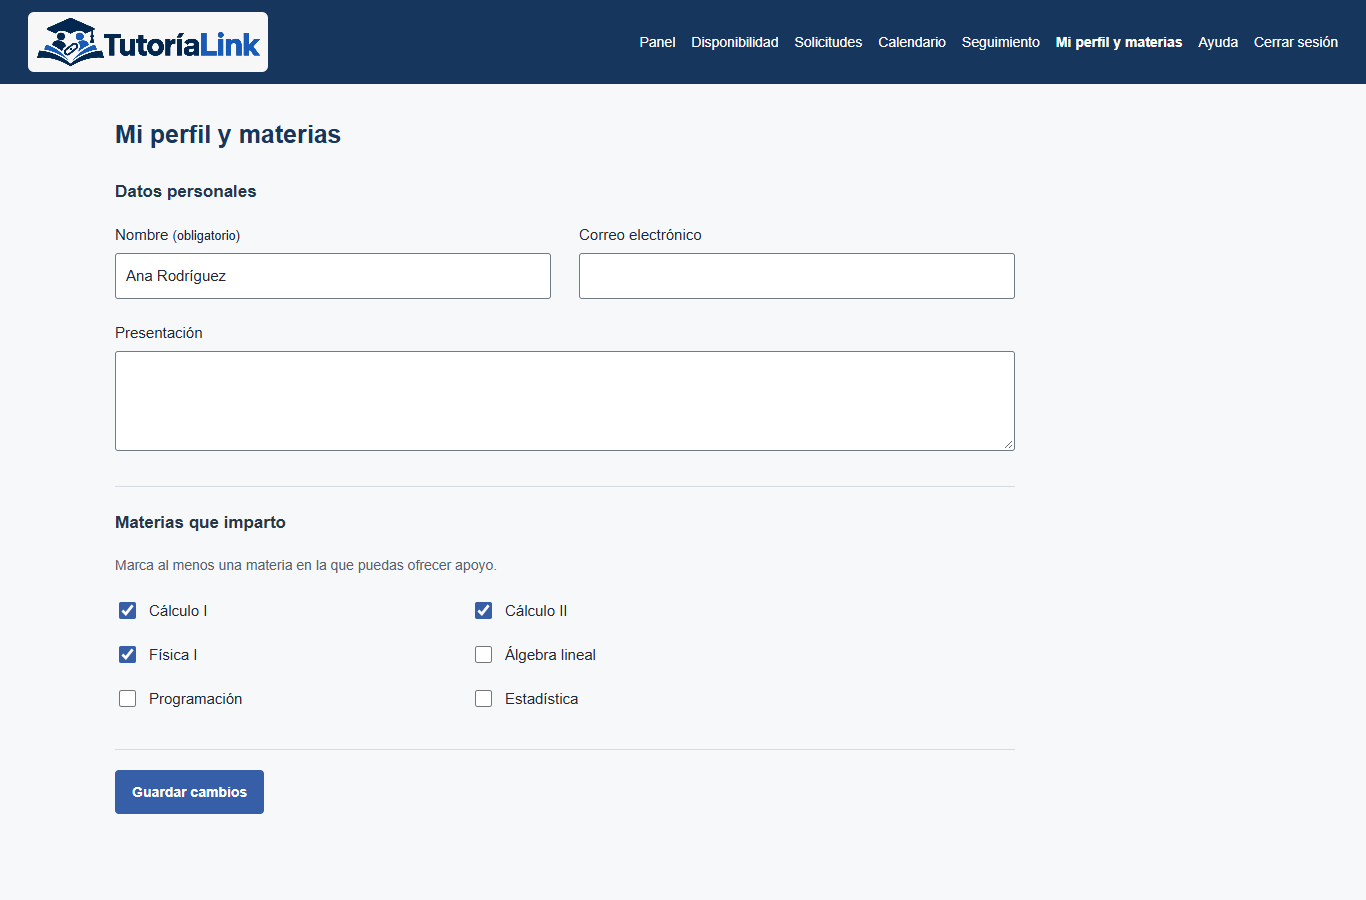 TutoríaLink
Panel Disponibilidad Solicitudes Calendario Seguimiento Mi perfil y materias Ayuda Cerrar sesión
Mi perfil y materias
Datos personales
Nombre (obligatorio) Correo electrónico
Ana Rodríguez
Presentación
Materias que imparto
Marca al menos una materia en la que puedas ofrecer apoyo.
Cálculo I Cálculo II
Física I Álgebra lineal
Programación Estadística
Guardar cambios